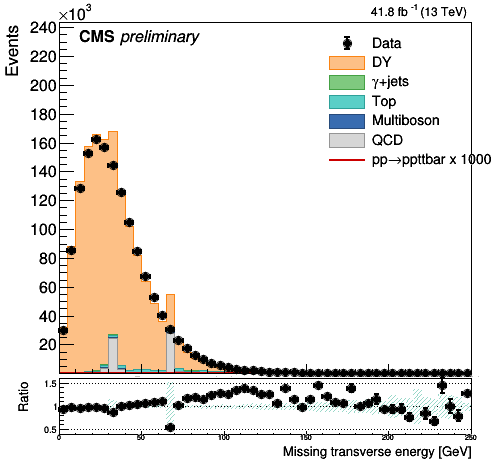 ×10³
41.8 fb⁻¹ (13 TeV)
CMS preliminary
Events
240
220
200
180
160
140
120
100
80
60
40
20
Data
DY
γ+jets
Top
Multiboson
QCD
pp→ppttbar x 1000
Ratio
1.5
1
0.5
0 50 100 150 200 250
Missing transverse energy [GeV]